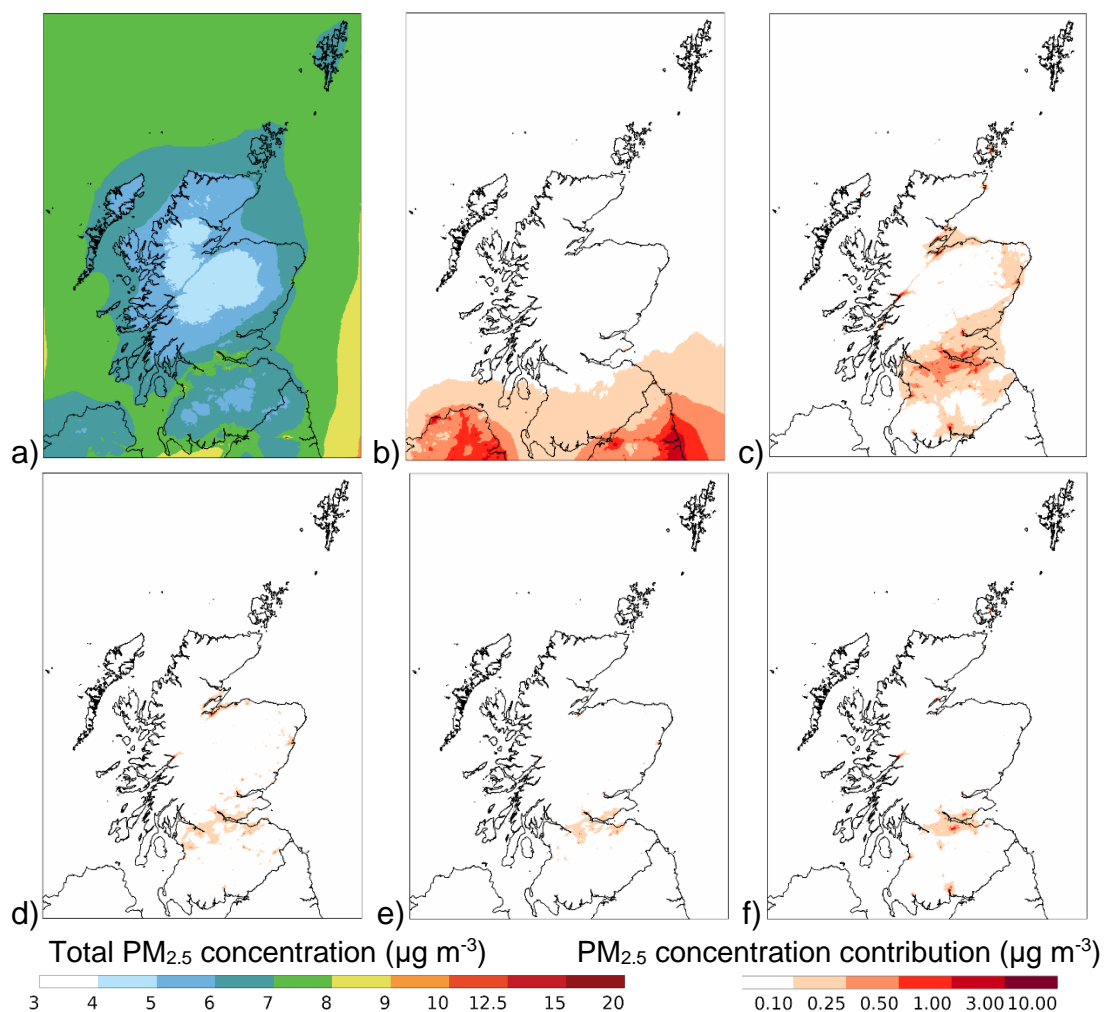 a) b) c)
d) e) f)
Total PM2.5 concentration (µg m-3) PM2.5 concentration contribution (µg m-3)
3 4 5 6 7 8 9 10 12.5 15 20 0.10 0.25 0.50 1.00 3.00 10.00